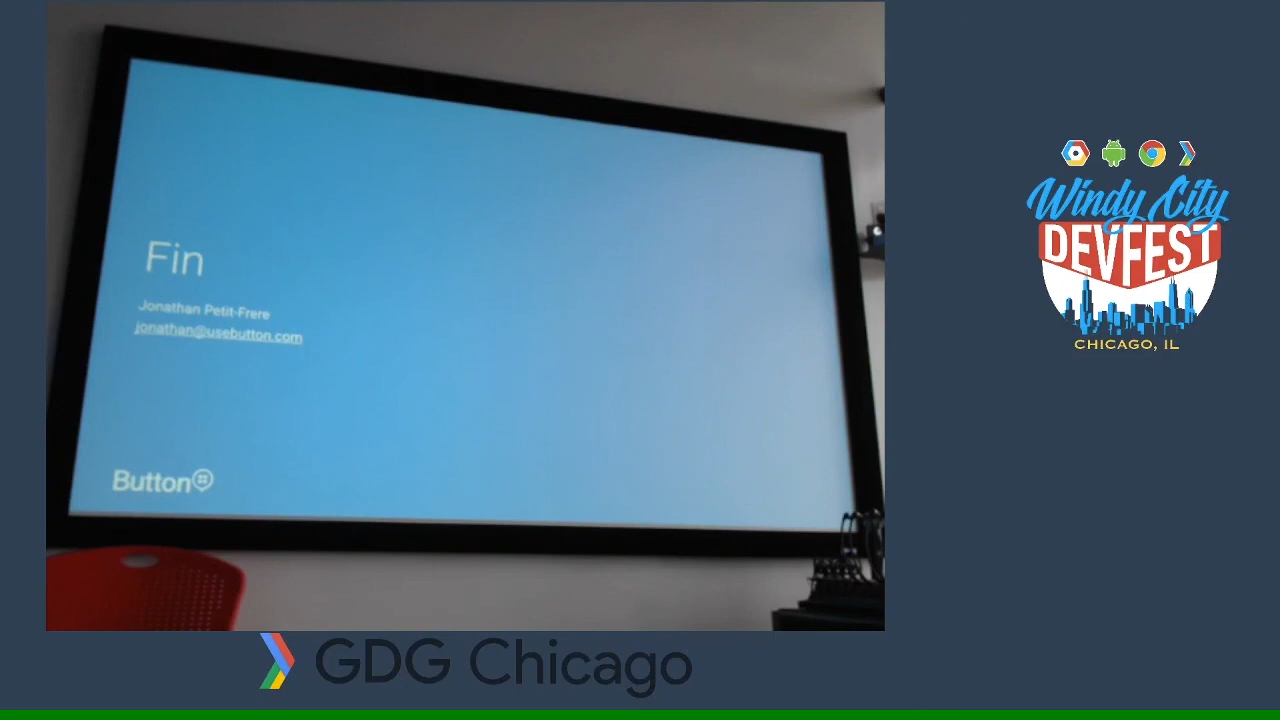 Fin
Jonathan Petit-Frere
jonathan@usebutton.com
Button
Windy City
DEVFEST
CHICAGO, IL
GDG Chicago